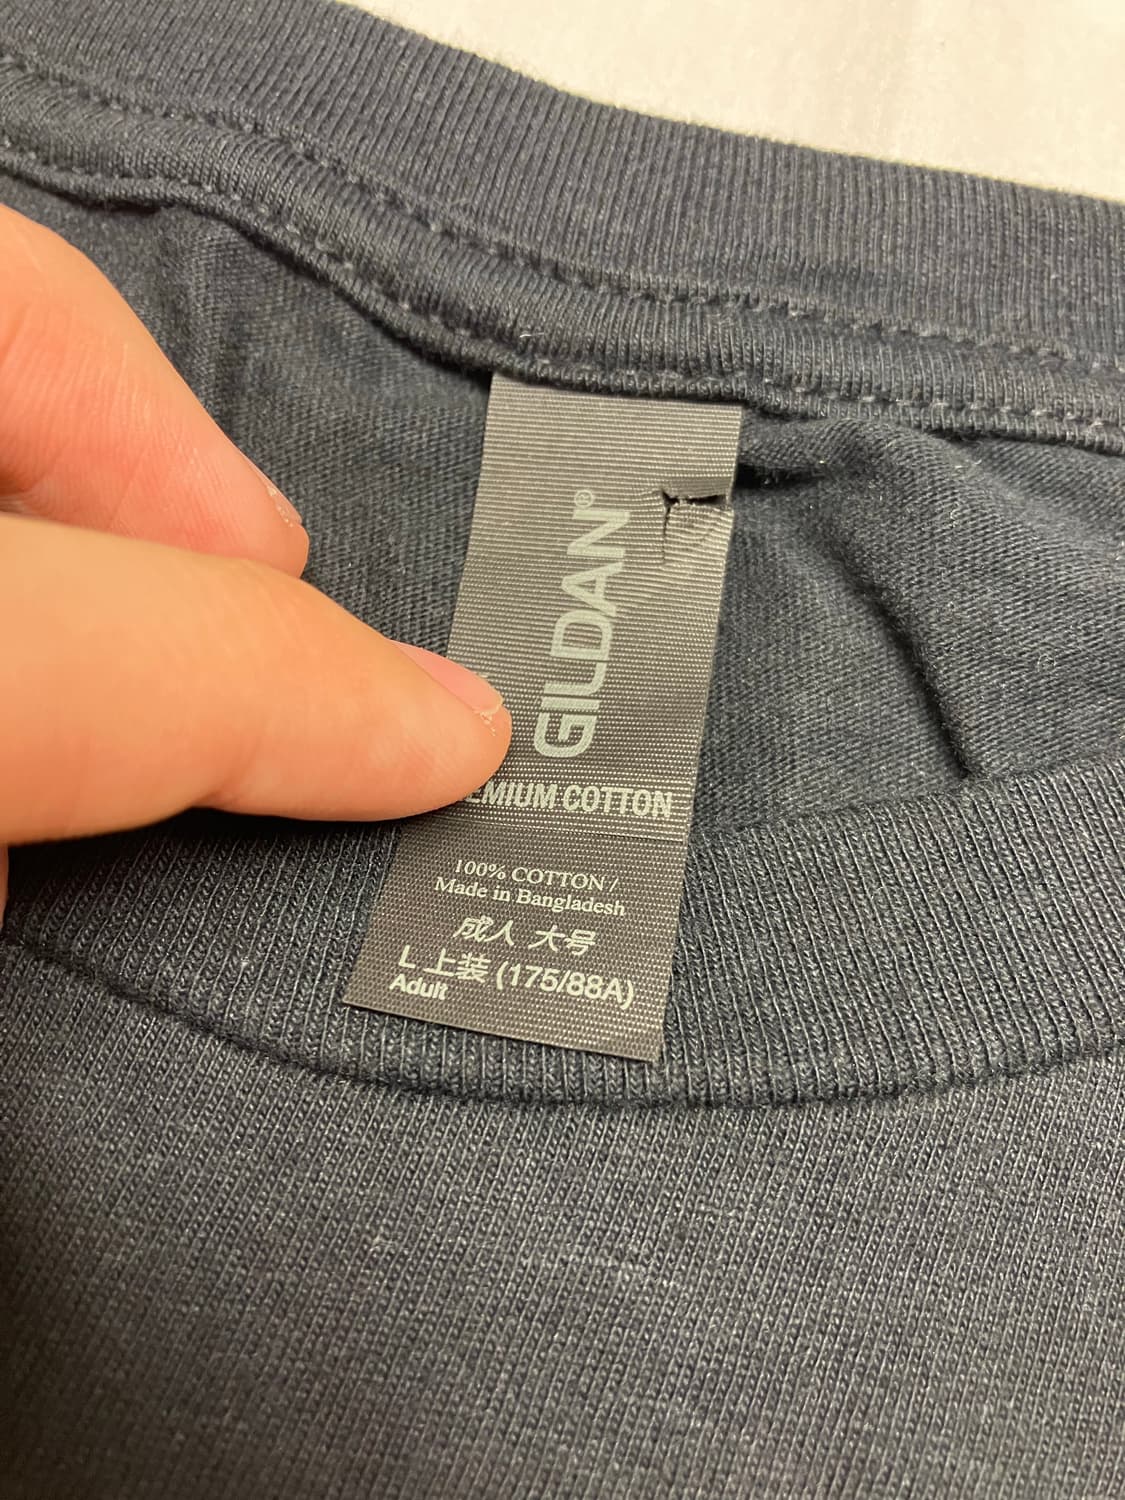 GILDAN®
EMIUM COTTON
100% COTTON /
Made in Bangladesh
成人 大号
L 上装 (175/88A)
Adult